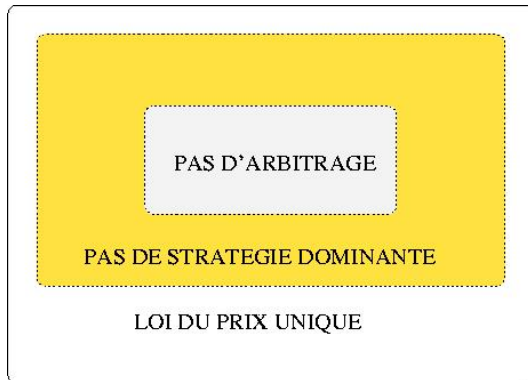 PAS D'ARBITRAGE
PAS DE STRATEGIE DOMINANTE
LOI DU PRIX UNIQUE